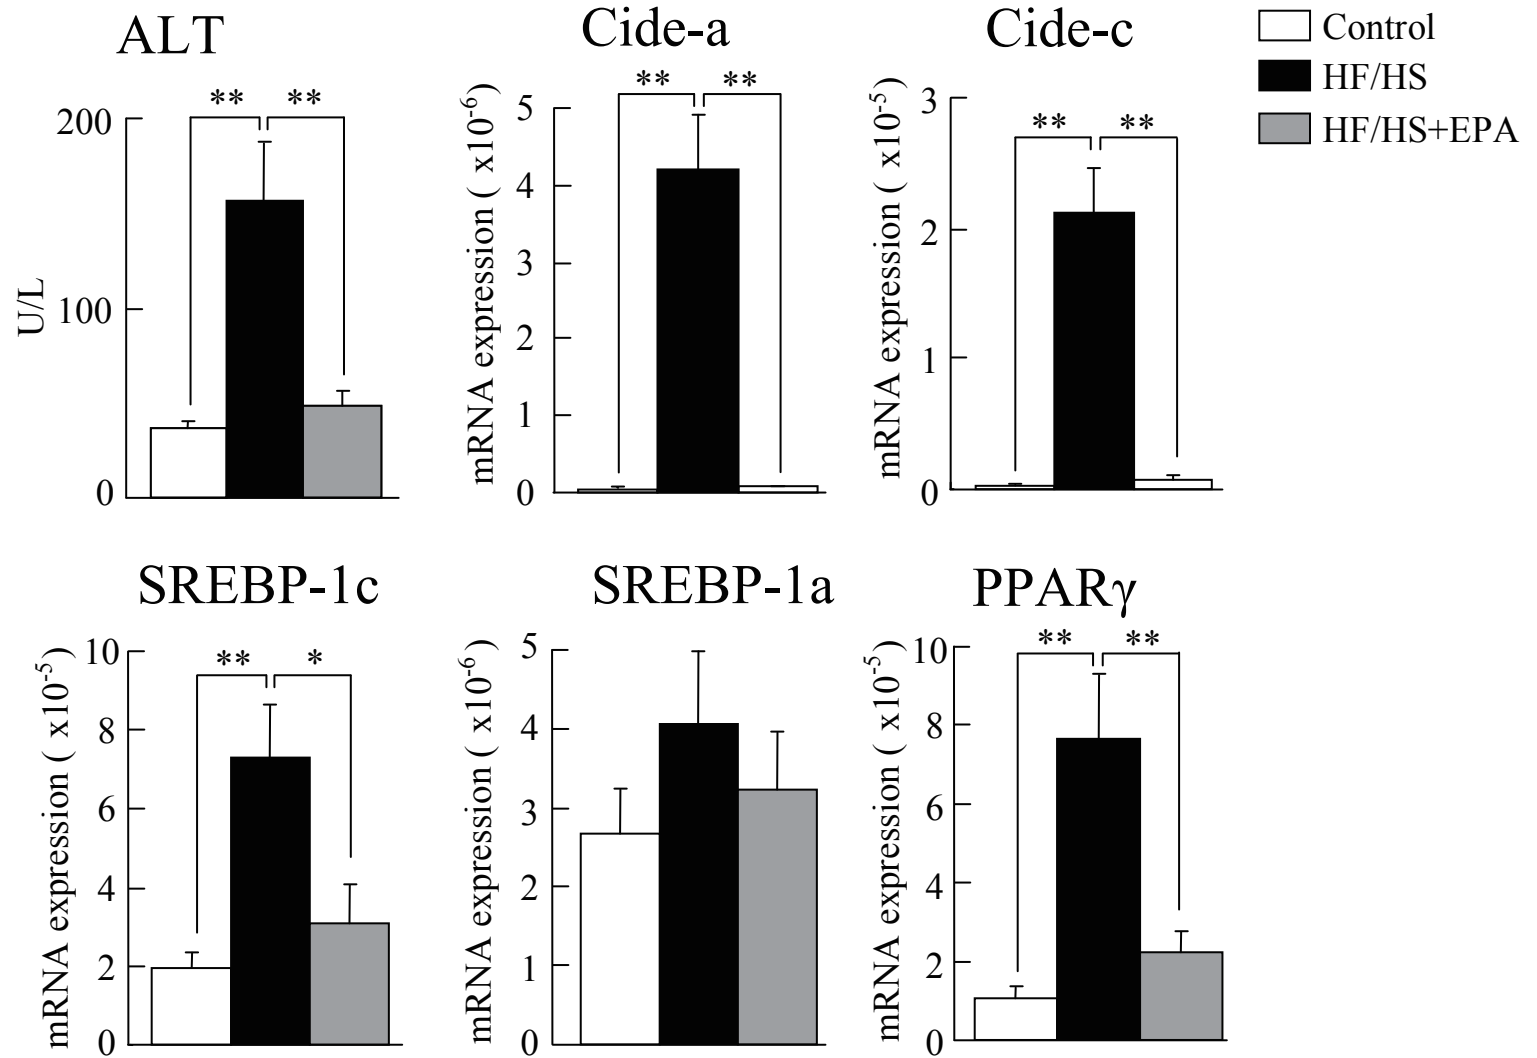 ALT
Cide-a
Cide-c
Control
HF/HS
HF/HS+EPA
U/L
200
100
0
** **
mRNA expression ( x10-6)
5
4
3
2
1
0
** **
mRNA expression ( x10-5)
3
2
1
0
** **
SREBP-1c
SREBP-1a
PPARγ
mRNA expression ( x10-5)
10
8
6
4
2
0
** *
mRNA expression ( x10-6)
5
4
3
2
1
0
mRNA expression ( x10-5)
10
8
6
4
2
0
** **